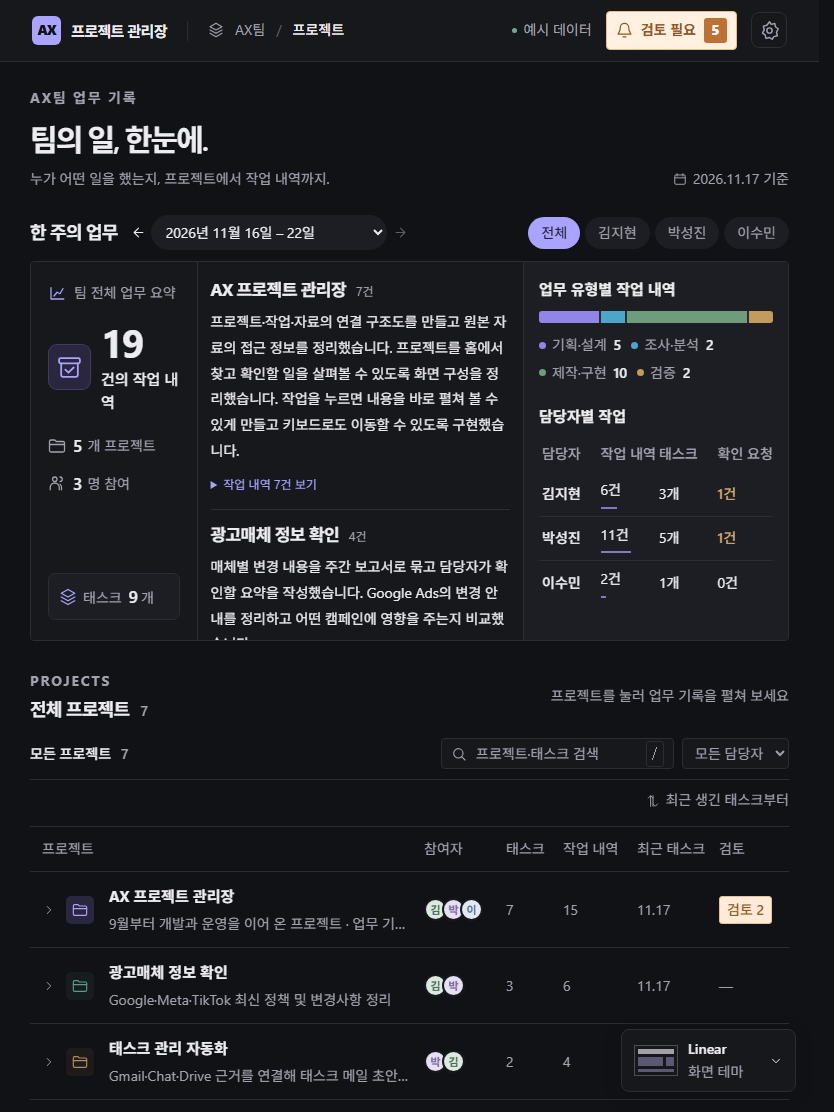 AX 프로젝트 관리장 AX팀 / 프로젝트 예시 데이터 검토 필요 5
AX팀 업무 기록
팀의 일, 한눈에.
누가 어떤 일을 했는지, 프로젝트에서 작업 내역까지.
2026.11.17 기준
한 주의 업무 ← 2026년 11월 16일 – 22일 →
전체 김지현 박성진 이수민
팀 전체 업무 요약
19
건의 작업 내
역
5 개 프로젝트
3 명 참여
태스크 9 개
AX 프로젝트 관리장 7건
프로젝트·작업·자료의 연결 구조도를 만들고 원본 자
료의 접근 정보를 정리했습니다. 프로젝트를 홈에서
찾고 확인할 일을 살펴볼 수 있도록 화면 구성을 정
리했습니다. 작업을 누르면 내용을 바로 펼쳐 볼 수
있게 만들고 키보드로도 이동할 수 있도록 구현했습
니다.
▶ 작업 내역 7건 보기
광고매체 정보 확인 4건
매체별 변경 내용을 주간 보고서로 묶고 담당자가 확
인할 요약을 작성했습니다. Google Ads의 변경 안
내를 정리하고 어떤 캠페인에 영향을 주는지 비교했
업무 유형별 작업 내역
기획·설계 5 조사·분석 2
제작·구현 10 검증 2
담당자별 작업
담당자 작업 내역 태스크 확인 요청
김지현 6건 3개 1건
박성진 11건 5개 1건
이수민 2건 1개 0건
PROJECTS
전체 프로젝트 7
프로젝트를 눌러 업무 기록을 펼쳐 보세요
모든 프로젝트 7
프로젝트·태스크 검색 / 모든 담당자
최근 생긴 태스크부터
프로젝트 참여자 태스크 작업 내역 최근 태스크 검토
AX 프로젝트 관리장
9월부터 개발과 운영을 이어 온 프로젝트 · 업무 기...
김 박 이 7 15 11.17 검토 2
광고매체 정보 확인
Google·Meta·TikTok 최신 정책 및 변경사항 정리
김 박 3 6 11.17 —
태스크 관리 자동화
Gmail·Chat·Drive 근거를 연결해 태스크 메일 초안...
박 김 2 4
Linear
화면 테마